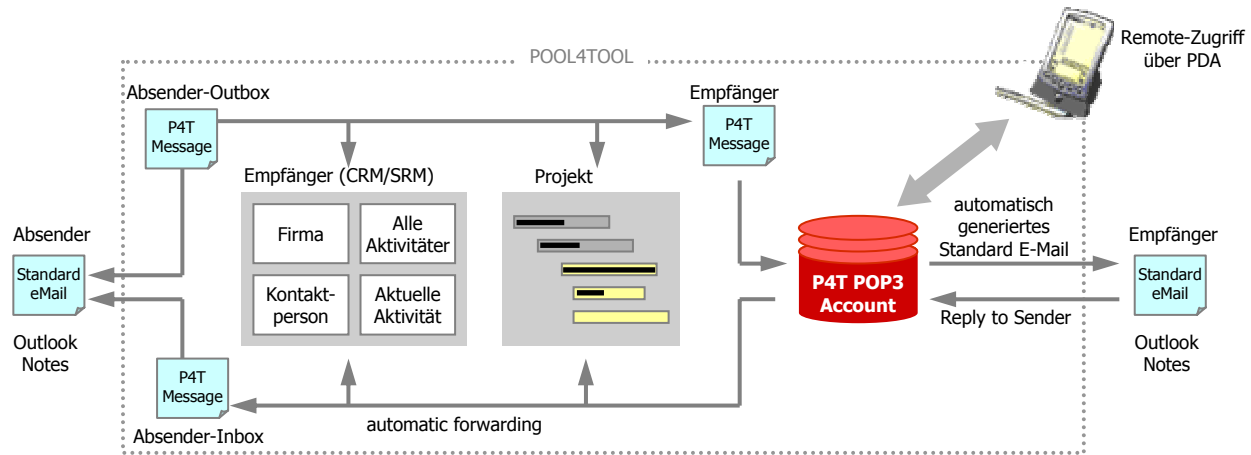 POOL4TOOL
Remote-Zugriff
über PDA
Absender-Outbox
P4T
Message
Empfänger
P4T
Message
Empfänger (CRM/SRM)
Firma
Alle
Aktivitäter
Kontakt-
person
Aktuelle
Aktivität
Projekt
Absender
Standard
eMail
Outlook
Notes
P4T
Message
Absender-Inbox
automatic forwarding
P4T POP3
Account
automatisch
generiertes
Standard E-Mail
Reply to Sender
Empfänger
Standard
eMail
Outlook
Notes